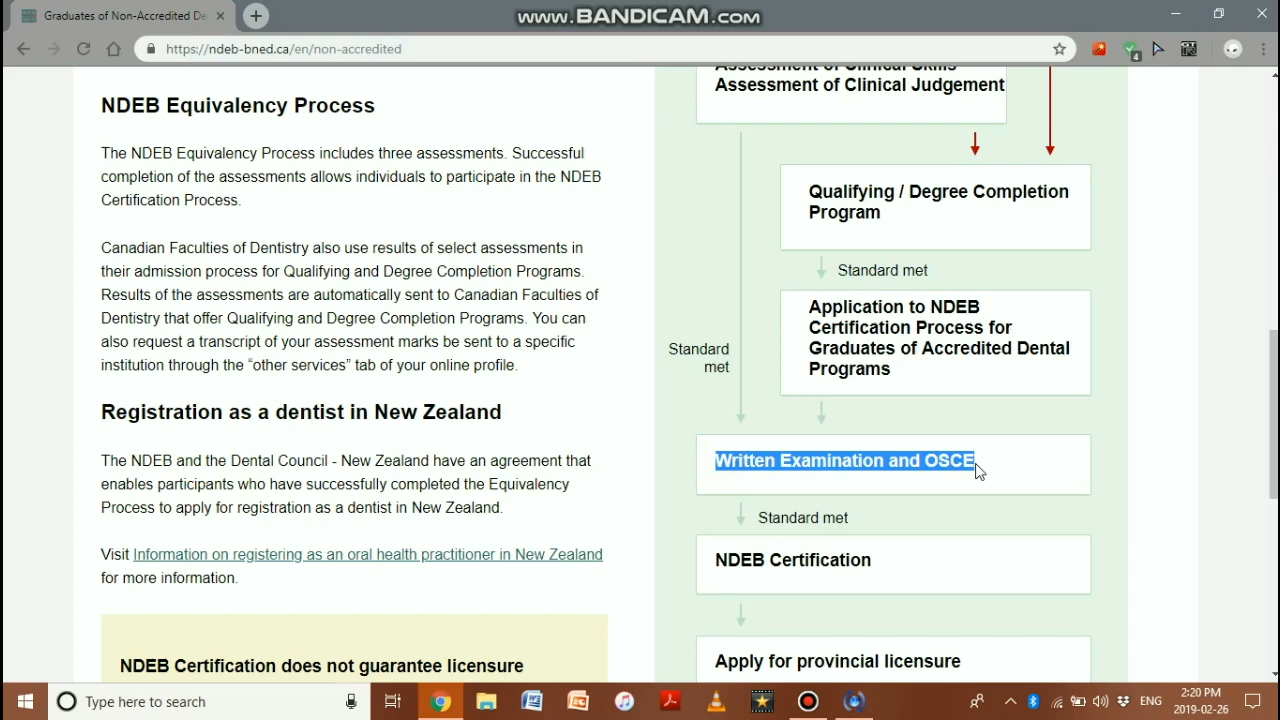 Graduates of Non-Accredited De
www.BANDICAM.com
https://ndeb-bned.ca/en/non-accredited
4
NDEB Equivalency Process
The NDEB Equivalency Process includes three assessments. Successful
completion of the assessments allows individuals to participate in the NDEB
Certification Process.
Canadian Faculties of Dentistry also use results of select assessments in
their admission process for Qualifying and Degree Completion Programs.
Results of the assessments are automatically sent to Canadian Faculties of
Dentistry that offer Qualifying and Degree Completion Programs. You can
also request a transcript of your assessment marks be sent to a specific
institution through the “other services” tab of your online profile.
Registration as a dentist in New Zealand
The NDEB and the Dental Council - New Zealand have an agreement that
enables participants who have successfully completed the Equivalency
Process to apply for registration as a dentist in New Zealand.
Visit Information on registering as an oral health practitioner in New Zealand
for more information.
NDEB Certification does not guarantee licensure
Assessment of Clinical Skills
Assessment of Clinical Judgement
Qualifying / Degree Completion
Program
Standard met
Application to NDEB
Certification Process for
Graduates of Accredited Dental
Programs
Standard
met
Written Examination and OSCE
Standard met
NDEB Certification
Apply for provincial licensure
Type here to search
ENG
2:20 PM
2019-02-26